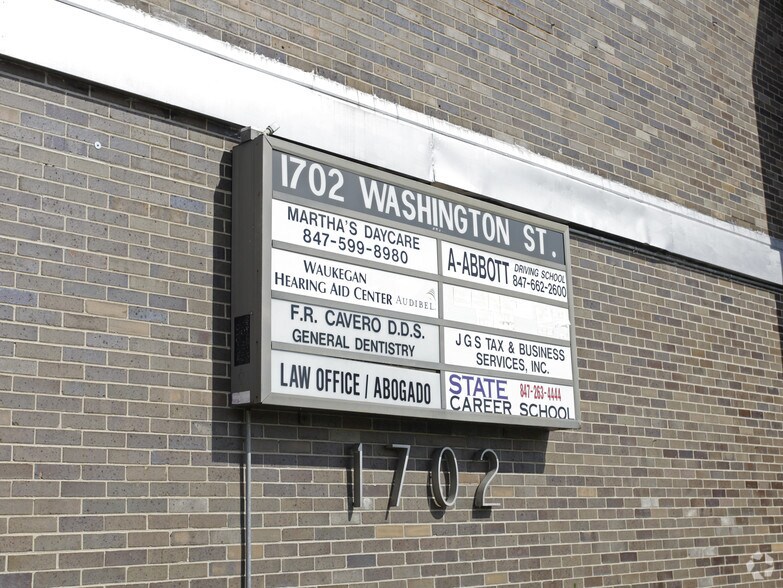 1702 WASHINGTON ST.
MARTHA'S DAYCARE
847-599-8980
WAUKEGAN
HEARING AID CENTER AUDIBEL
F.R. CAVERO D.D.S.
GENERAL DENTISTRY
LAW OFFICE / ABOGADO
A-ABBOTT DRIVING SCHOOL
847-662-2600
JGS TAX & BUSINESS
SERVICES, INC.
STATE 847-263-4444
CAREER SCHOOL
1702